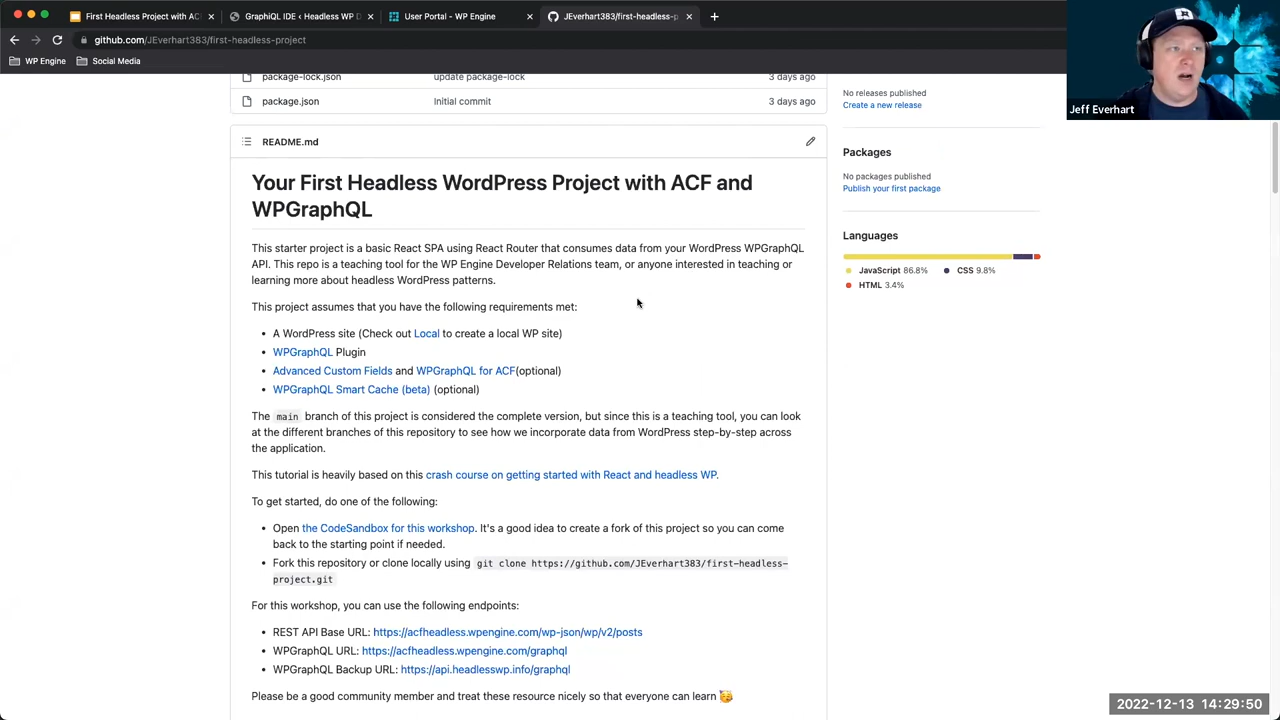 First Headless Project with AC
GraphiQL IDE ‹ Headless WP D
User Portal - WP Engine
JEverhart383/first-headless-p
github.com/JEverhart383/first-headless-project
WP Engine
Social Media
Jeff Everhart
package-lock.json update package-lock 3 days ago
package.json Initial commit 3 days ago
No releases published
Create a new release
Packages
No packages published
Publish your first package
Languages
JavaScript 86.8% CSS 9.8%
HTML 3.4%
README.md
Your First Headless WordPress Project with ACF and
WPGraphQL
This starter project is a basic React SPA using React Router that consumes data from your WordPress WPGraphQL
API. This repo is a teaching tool for the WP Engine Developer Relations team, or anyone interested in teaching or
learning more about headless WordPress patterns.
This project assumes that you have the following requirements met:
• A WordPress site (Check out Local to create a local WP site)
• WPGraphQL Plugin
• Advanced Custom Fields and WPGraphQL for ACF(optional)
• WPGraphQL Smart Cache (beta) (optional)
The main branch of this project is considered the complete version, but since this is a teaching tool, you can look
at the different branches of this repository to see how we incorporate data from WordPress step-by-step across
the application.
This tutorial is heavily based on this crash course on getting started with React and headless WP.
To get started, do one of the following:
• Open the CodeSandbox for this workshop. It's a good idea to create a fork of this project so you can come
back to the starting point if needed.
• Fork this repository or clone locally using git clone https://github.com/JEverhart383/first-headless-
project.git
For this workshop, you can use the following endpoints:
• REST API Base URL: https://acfheadless.wpengine.com/wp-json/wp/v2/posts
• WPGraphQL URL: https://acfheadless.wpengine.com/graphql
• WPGraphQL Backup URL: https://api.headlesswp.info/graphql
Please be a good community member and treat these resource nicely so that everyone can learn 🥳
2022-12-13 14:29:50